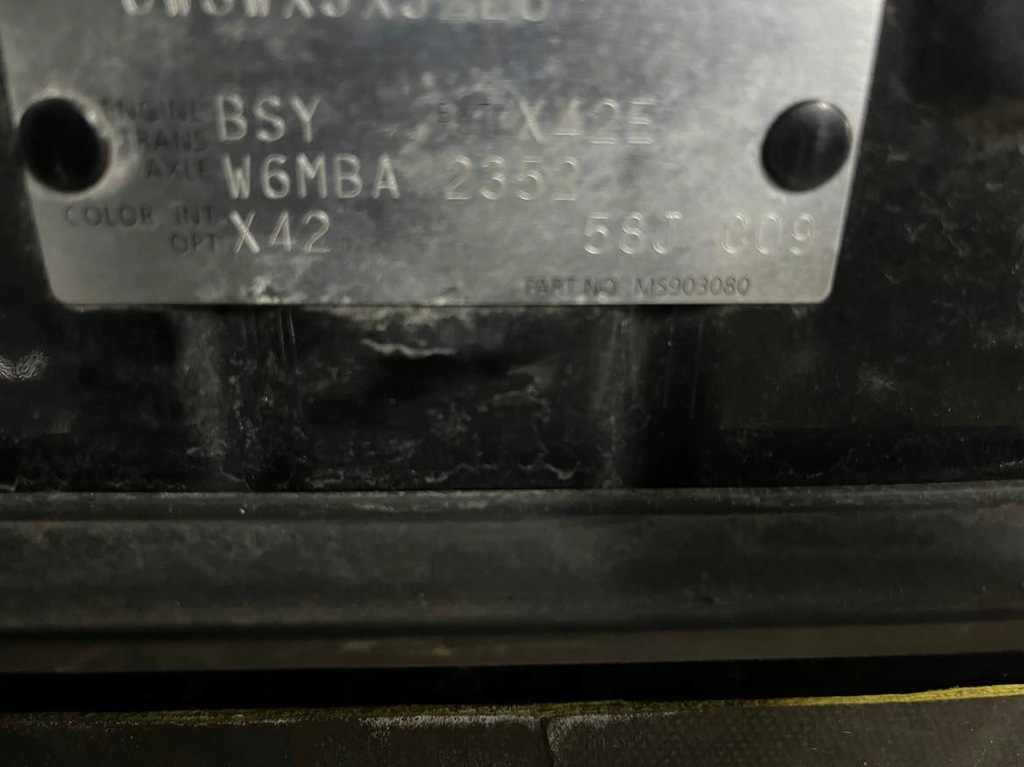 ENGINE BSY EXT X42E
TRANS
AXLE W6MBA 2352
COLOR INT
OPT X42 58J C09
PART NO MS903080